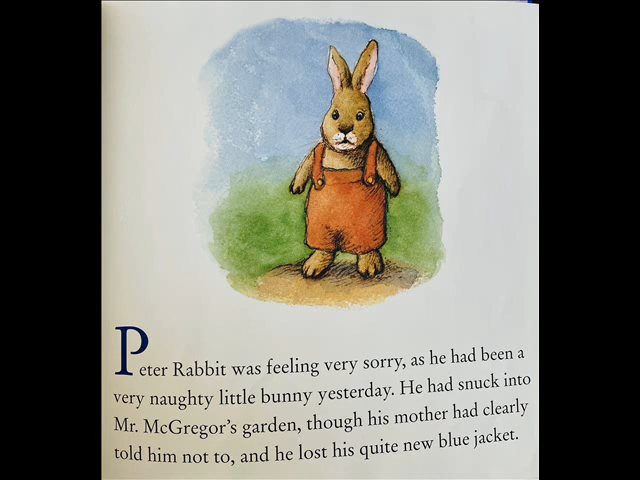 Peter Rabbit was feeling very sorry, as he had been a
very naughty little bunny yesterday. He had snuck into
Mr. McGregor's garden, though his mother had clearly
told him not to, and he lost his quite new blue jacket.